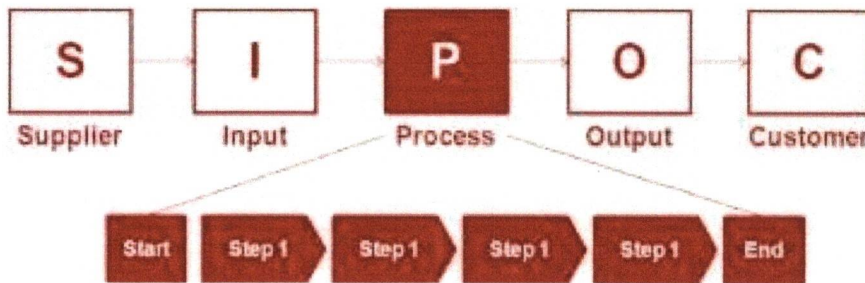 S I P O C
Supplier Input Process Output Customer
Start Step 1 Step 1 Step 1 Step 1 End